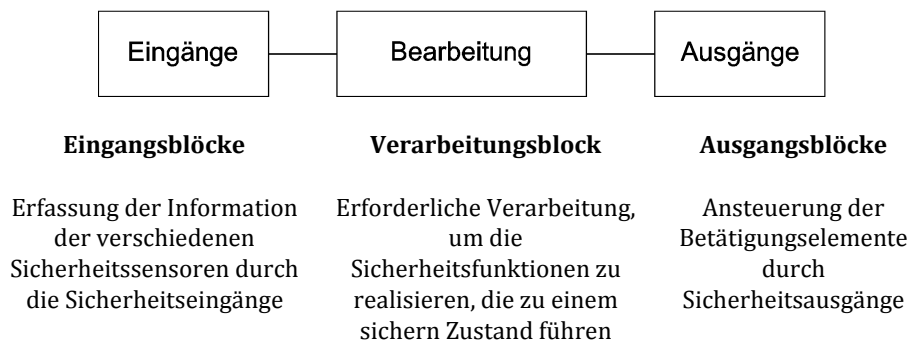 Eingänge
Bearbeitung
Ausgänge
Eingangsblöcke
Erfassung der Information
der verschiedenen
Sicherheitssensoren durch
die Sicherheitseingänge
Verarbeitungsblock
Erforderliche Verarbeitung,
um die
Sicherheitsfunktionen zu
realisieren, die zu einem
sichern Zustand führen
Ausgangsblöcke
Ansteuerung der
Betätigungselemente
durch
Sicherheitsausgänge